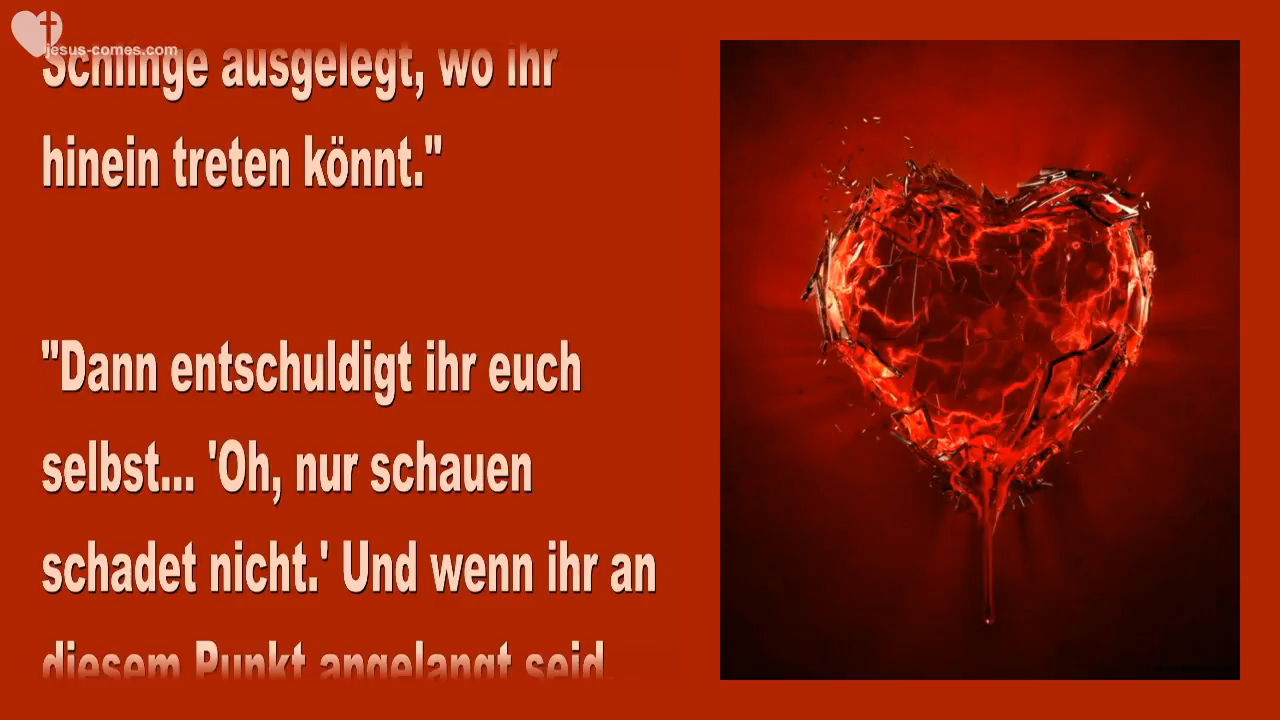 jesus-comes.com
Schlinge ausgelegt, wo ihr
hinein treten könnt."
"Dann entschuldigt ihr euch
selbst... 'Oh, nur schauen
schadet nicht.' Und wenn ihr an
diesem Punkt angelangt seid